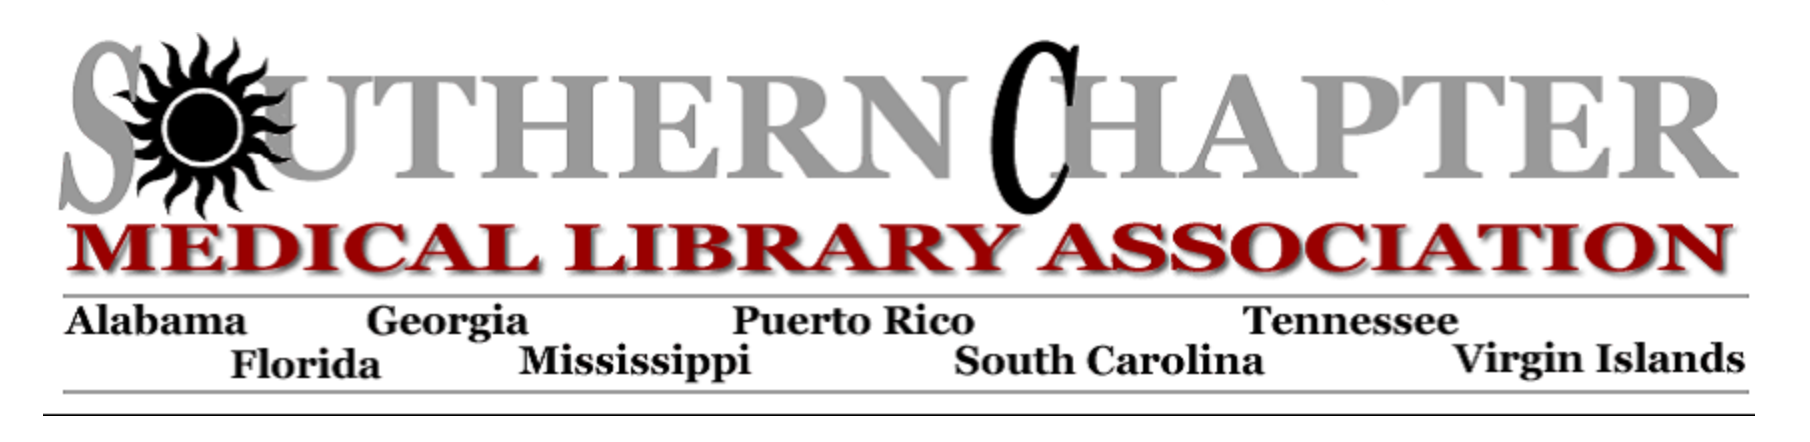 SOUTHERN CHAPTER
MEDICAL LIBRARY ASSOCIATION
Alabama Georgia Puerto Rico Tennessee
Florida Mississippi South Carolina Virgin Islands